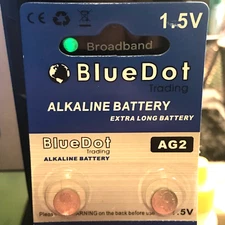 1.5V
Broadband
BlueDot
Trading
ALKALINE BATTERY
EXTRA LONG BATTERY
BlueDot
Trading
ALKALINE BATTERY
AG2
1.5V
Warning on the back before use